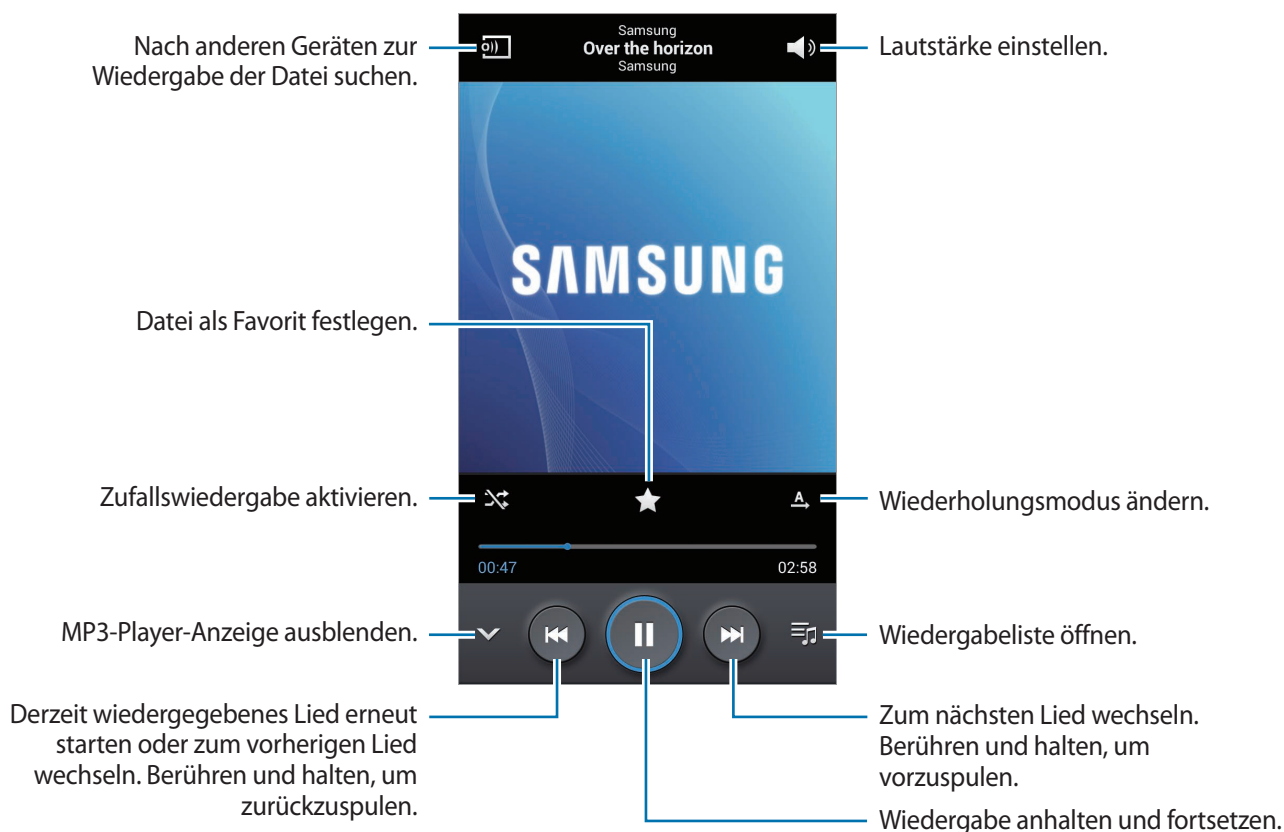 Nach anderen Geräten zur
Wiedergabe der Datei suchen.
Samsung
Over the horizon
Samsung
Lautstärke einstellen.
SAMSUNG
Datei als Favorit festlegen.
Zufallswiedergabe aktivieren.
A
Wiederholungsmodus ändern.
00:47
02:58
MP3-Player-Anzeige ausblenden.
Wiedergabeliste öffnen.
Derzeit wiedergegebenes Lied erneut
starten oder zum vorherigen Lied
wechseln. Berühren und halten, um
zurückzuspulen.
Zum nächsten Lied wechseln.
Berühren und halten, um
vorzuspulen.
Wiedergabe anhalten und fortsetzen.